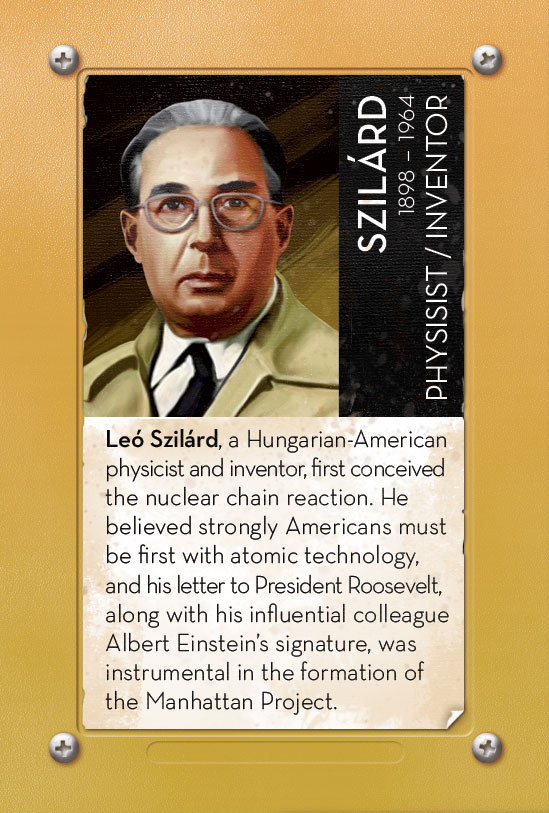 SZILÁRD
1898 – 1964
PHYSISIST / INVENTOR
Leó Szilárd, a Hungarian-American
physicist and inventor, first conceived
the nuclear chain reaction. He
believed strongly Americans must
be first with atomic technology,
and his letter to President Roosevelt,
along with his influential colleague
Albert Einstein’s signature, was
instrumental in the formation of
the Manhattan Project.